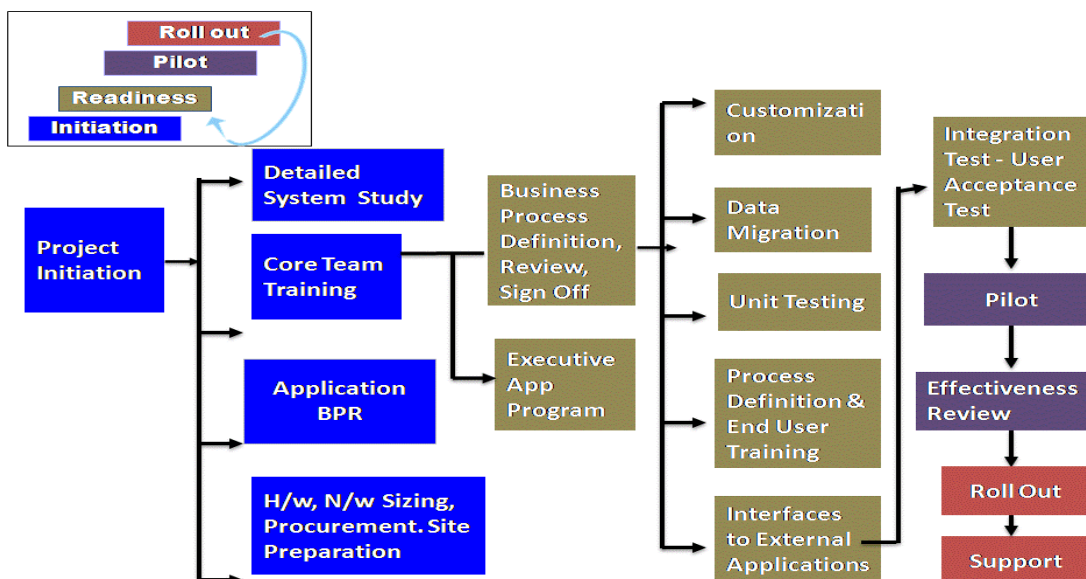 Roll out
Pilot
Readiness
Initiation
Project
Initiation
Detailed
System Study
Core Team
Training
Application
BPR
H/w, N/w Sizing,
Procurement. Site
Preparation
Business
Process
Definition,
Review,
Sign Off
Executive
App
Program
Customizati
on
Data
Migration
Unit Testing
Process
Definition &
End User
Training
Interfaces
to External
Applications
Integration
Test - User
Acceptance
Test
Pilot
Effectiveness
Review
Roll Out
Support